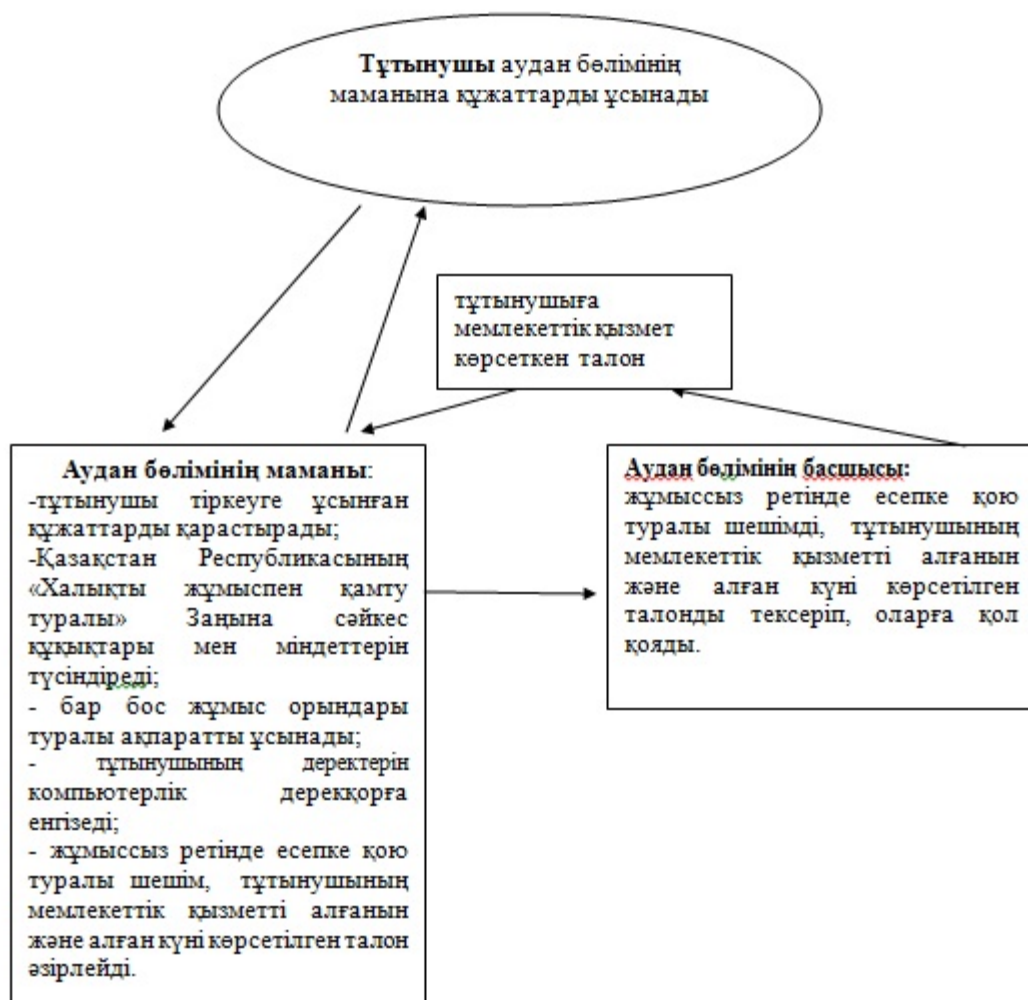 Тұтынушы аудан бөлімінің
маманына құжаттарды ұсынады
тұтынушыға
мемлекеттік қызмет
көрсеткен талон
Аудан бөлімінің маманы:
-тұтынушы тіркеуге ұсынған
құжаттарды қарастырады;
-Қазақстан Республикасының
«Халықты жұмыспен қамту
туралы» Заңына сәйкес
құқықтары мен міндеттерін
түсіндіреді;
- бар бос жұмыс орындары
туралы ақпаратты ұсынады;
- тұтынушының деректерін
компьютерлік дерекқорға
енгізеді;
- жұмыссыз ретінде есепке қою
туралы шешім, тұтынушының
мемлекеттік қызметті алғанын
және алған күні көрсетілген талон
әзірлейді.
Аудан бөлімінің басшысы:
жұмыссыз ретінде есепке қою
туралы шешімді, тұтынушының
мемлекеттік қызметті алғанын
және алған күні көрсетілген
талонды тексеріп, оларға қол
қояды.